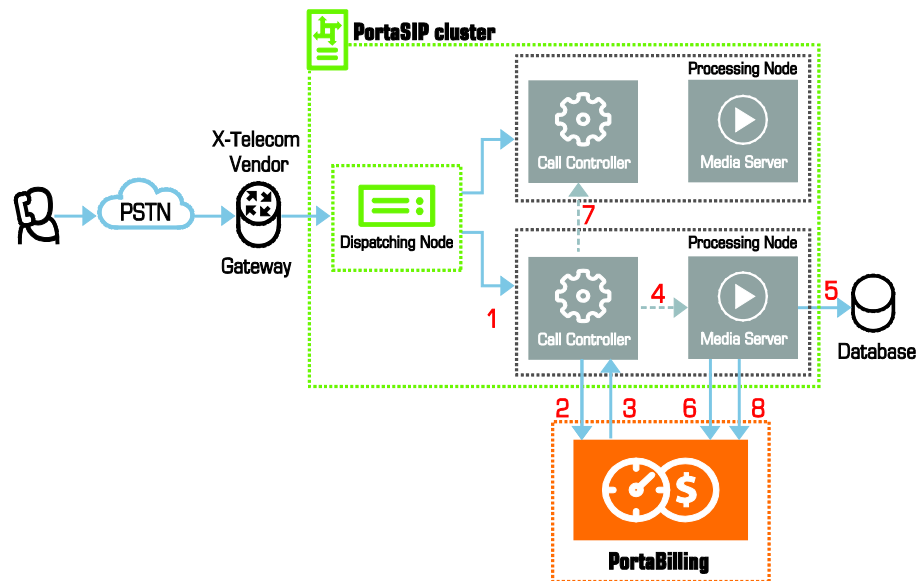 PortaSIP cluster
Processing Node
Call Controller
Media Server
X-Telecom
Vendor
PSTN
Gateway
Dispatching Node
7
Processing Node
1
4
5
Call Controller
Media Server
Database
2
3
6
8
$
PortaBilling